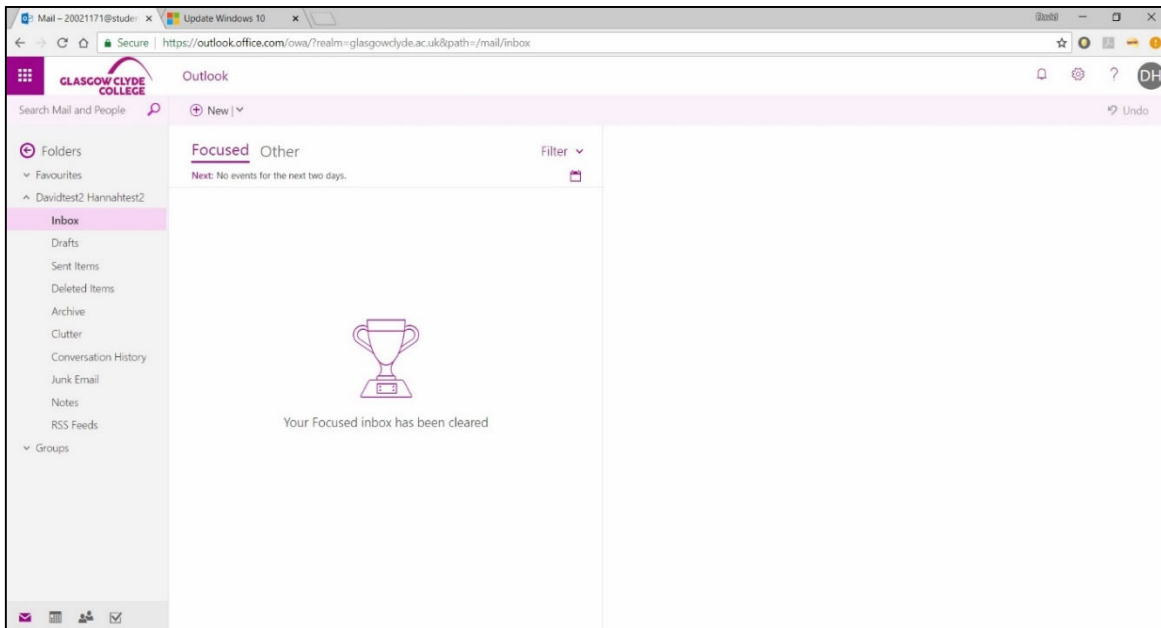 Mail – 20021171@studen
Update Windows 10
David
Secure https://outlook.office.com/owa/?realm=glasgowclyde.ac.uk&path=/mail/inbox
GLASGOW CLYDE
COLLEGE
Outlook
?
DH
Search Mail and People
New
Undo
Folders
Favourites
Davidtest2 Hannahtest2
Inbox
Drafts
Sent Items
Deleted Items
Archive
Clutter
Conversation History
Junk Email
Notes
RSS Feeds
Groups
Focused Other
Filter
Next: No events for the next two days.
Your Focused inbox has been cleared